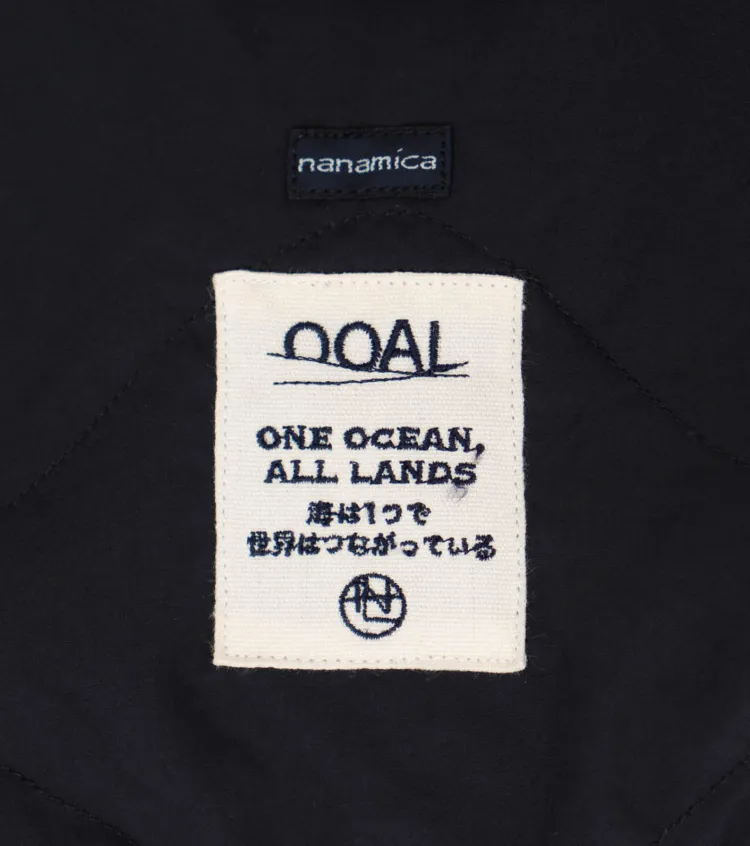 nanamica
OOAL
ONE OCEAN,
ALL LANDS
海は1つで
世界はつながっている